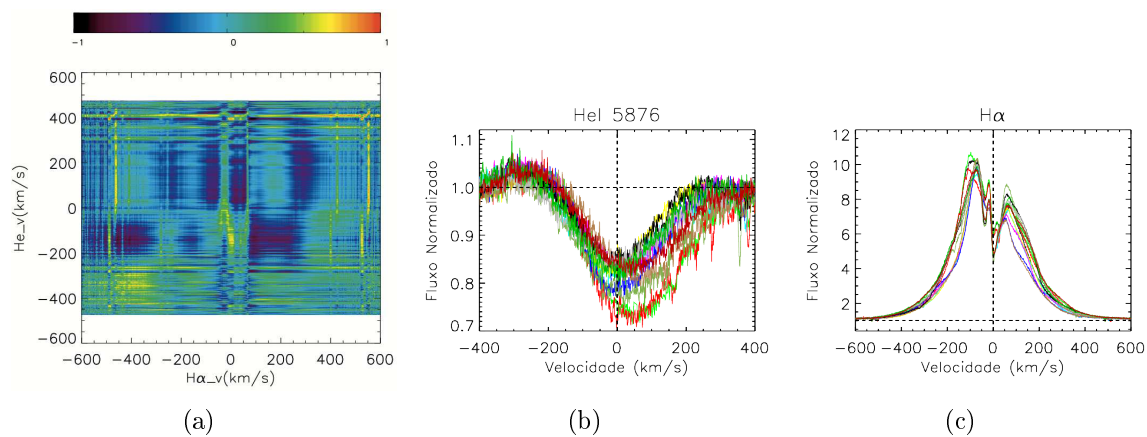 −1 0 1
600
400
200
0
−200
−400
−600
He_v(km/s)
−600 −400 −200 0 200 400 600
Hα_v(km/s)
(a)
HeI 5876
1.1
1.0
0.9
0.8
0.7
Fluxo Normalizado
−400 −200 0 200 400
Velocidade (km/s)
(b)
Hα
12
10
8
6
4
2
Fluxo Normalizado
−600 −400 −200 0 200 400 600
Velocidade (km/s)
(c)